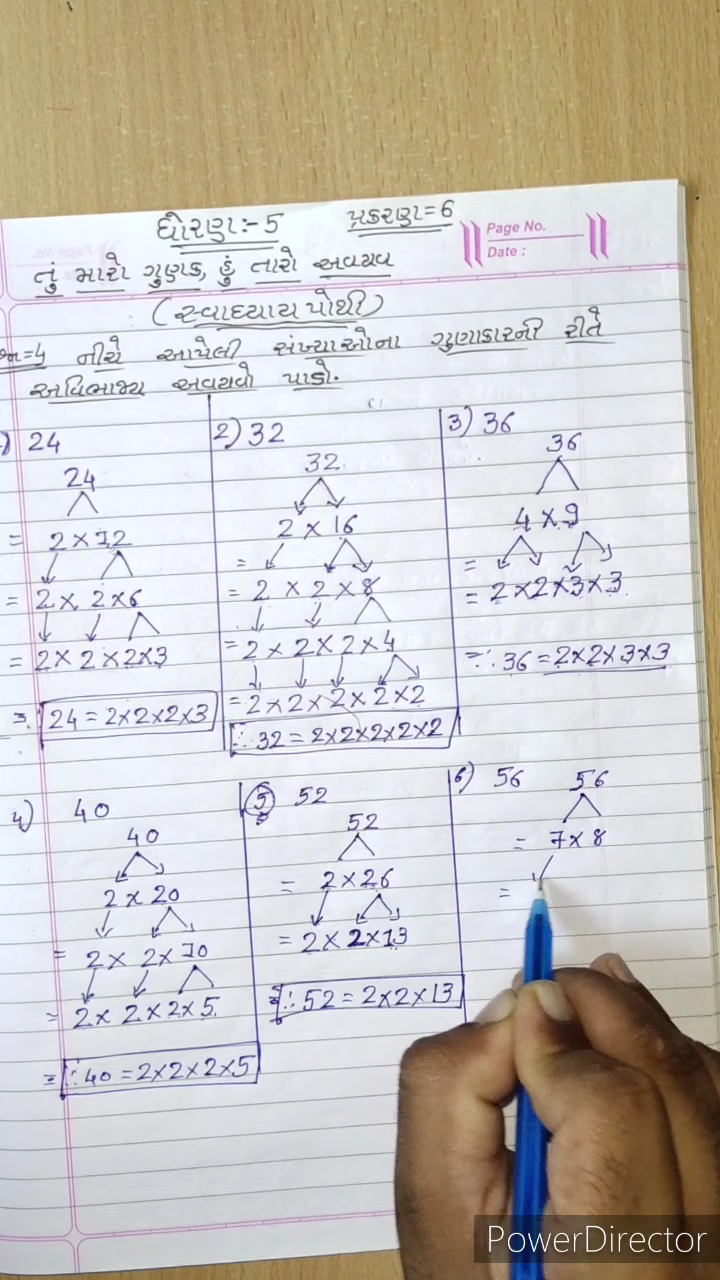 ધોરણ:- 5 પ્રકરણ = 6
Page No.
Date :
તું મારો ગુણક, હું તારો અવયવ
(સ્વાધ્યાય પોથી)
= 4 નીચે આપેલી સંખ્યાઓના ગુણાકારની રીતે
અવિભાજ્ય અવયવો પાડો.
) 24
24
= 2 × 12
= 2 × 2 × 6
= 2 × 2 × 2 × 3
∴ 24 = 2×2×2×3
2) 32
32
2 × 16
= 2 × 2 × 8
= 2 × 2 × 2 × 4
= 2 × 2 × 2 × 2 × 2
∴ 32 = 2×2×2×2×2
3) 36
36
4 × 9
=
= 2×2×3×3
∴ 36 = 2×2×3×3
4) 40
40
2 × 20
= 2 × 2 × 10
= 2 × 2 × 2 × 5
= ∴ 40 = 2×2×2×5
5 52
52
= 2 × 26
= 2 × 2 × 13
∴ 52 = 2×2×13
6) 56 56
= 7 × 8
=
PowerDirector